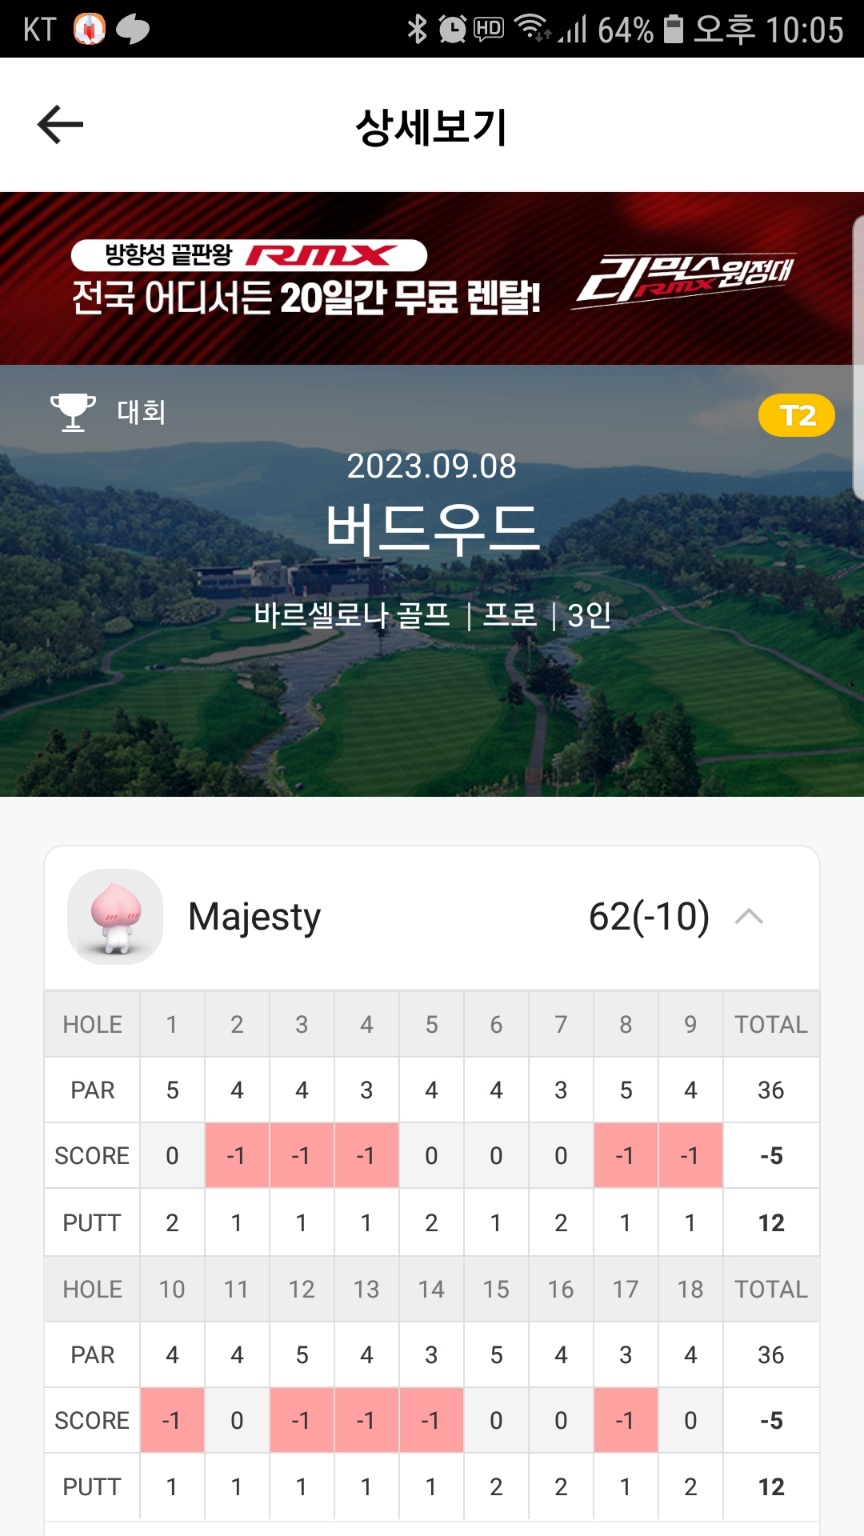 KT HD 64% 오후 10:05
상세보기
방향성 끝판왕 RMX
전국 어디서든 20일간 무료 렌탈!
리믹스원정대
RMX
대회
T2
2023.09.08
버드우드
바르셀로나 골프 | 프로 | 3인
Majesty 62(-10)
HOLE 1 2 3 4 5 6 7 8 9 TOTAL
PAR 5 4 4 3 4 4 3 5 4 36
SCORE 0 -1 -1 -1 0 0 0 -1 -1 -5
PUTT 2 1 1 1 2 1 2 1 1 12
HOLE 10 11 12 13 14 15 16 17 18 TOTAL
PAR 4 4 5 4 3 5 4 3 4 36
SCORE -1 0 -1 -1 -1 0 0 -1 0 -5
PUTT 1 1 1 1 1 2 2 1 2 12